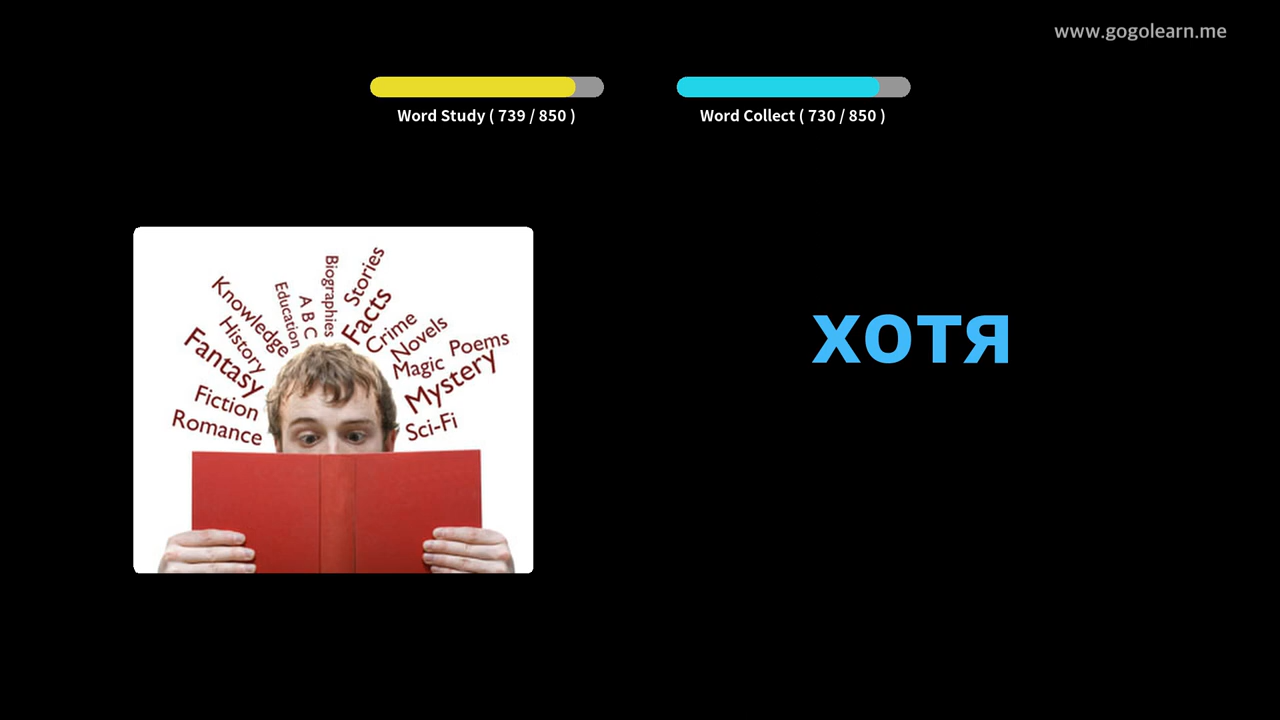 www.gogolearn.me
Word Study ( 739 / 850 )
Word Collect ( 730 / 850 )
Biographies
Stories
Education
A B C
Facts
Knowledge
Crime
History
Novels
Poems
Fantasy
Magic
Mystery
Fiction
Romance
Sci-Fi
хотя